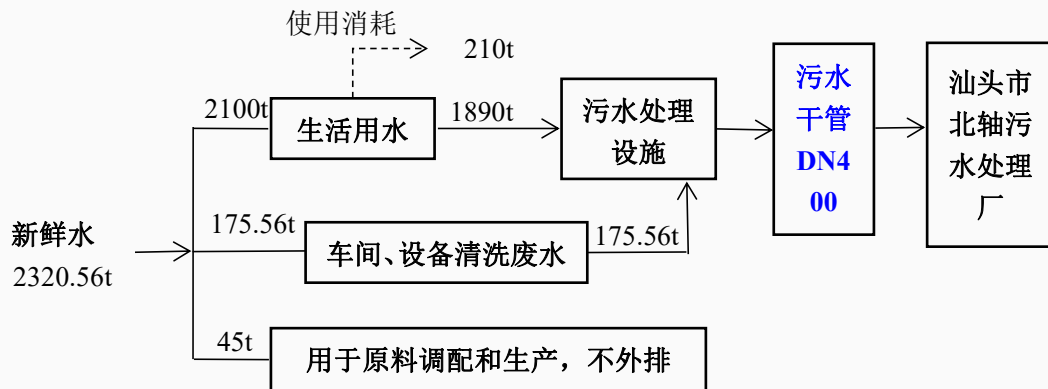 使用消耗
210t
2100t
生活用水
1890t
污水处理
设施
污水
干管
DN4
00
汕头市
北轴污
水处理
厂
新鲜水
2320.56t
175.56t
车间、设备清洗废水
175.56t
45t
用于原料调配和生产，不外排